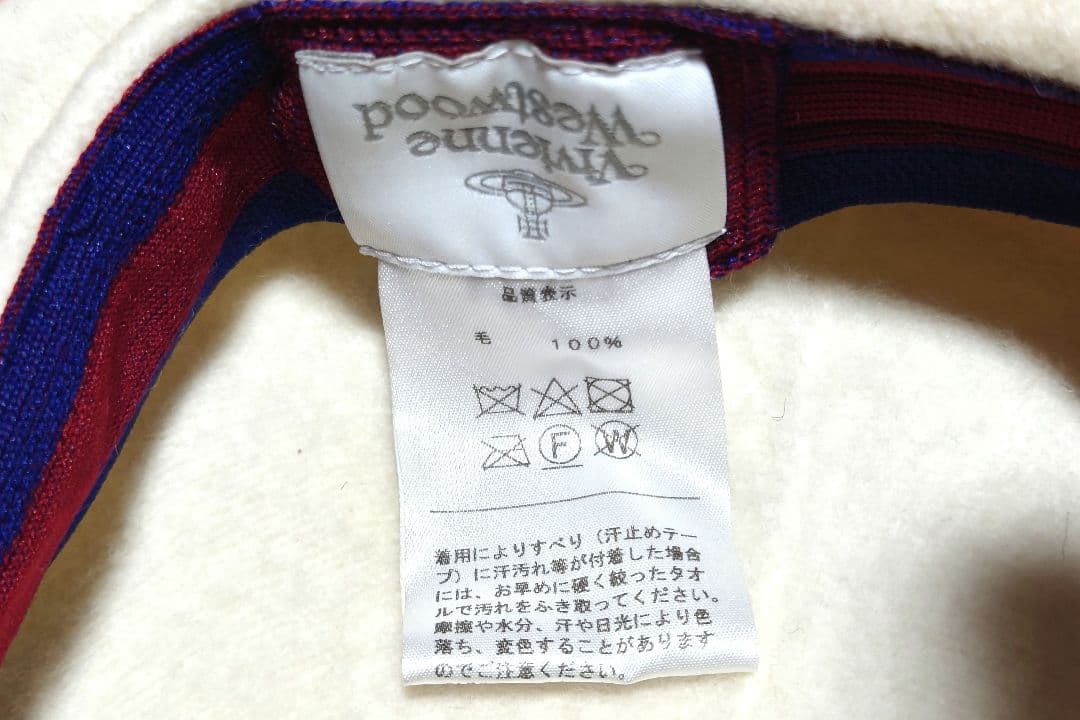 Vivienne
Westwood
品質表示
毛 100%
F
W
着用によりすべり(汗止めテー
プ)に汗汚れ等が付着した場合
には、お早めに硬く絞ったタオ
ルで汚れをふき取ってください。
摩擦や水分、汗や日光により色
落ち、変色することがあります
のでご注意ください。